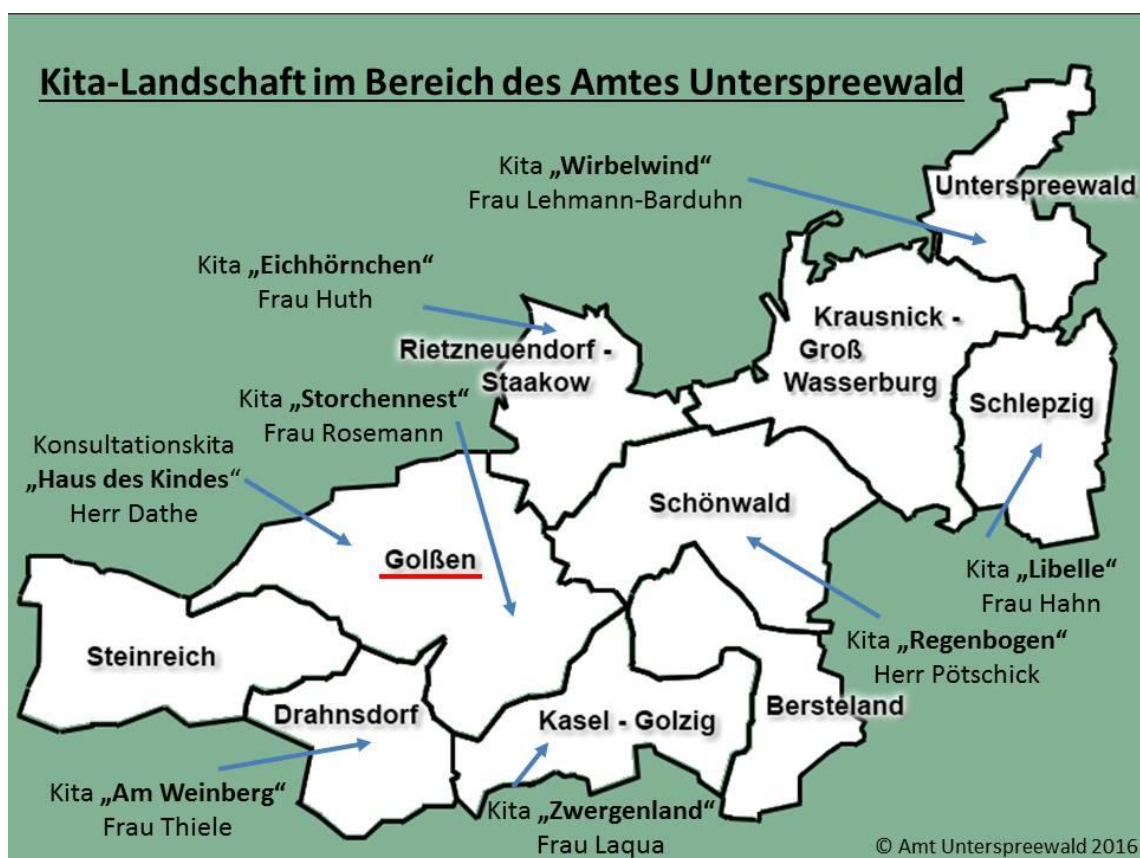 Kita-Landschaft im Bereich des Amtes Unterspreewald
Kita „Wirbelwind“
Frau Lehmann-Barduhn
Unterspreewald
Kita „Eichhörnchen“
Frau Huth
Rietzneuendorf -
Staakow
Krausnick -
Groß
Wasserburg
Schlepzig
Kita „Storchennest“
Frau Rosemann
Konsultationskita
„Haus des Kindes“
Herr Dathe
Schönwald
Golßen
Kita „Libelle“
Frau Hahn
Kita „Regenbogen“
Herr Pötschick
Steinreich
Drahnsdorf
Kasel - Golzig
Bersteland
Kita „Am Weinberg“
Frau Thiele
Kita „Zwergenland“
Frau Laqua
© Amt Unterspreewald 2016